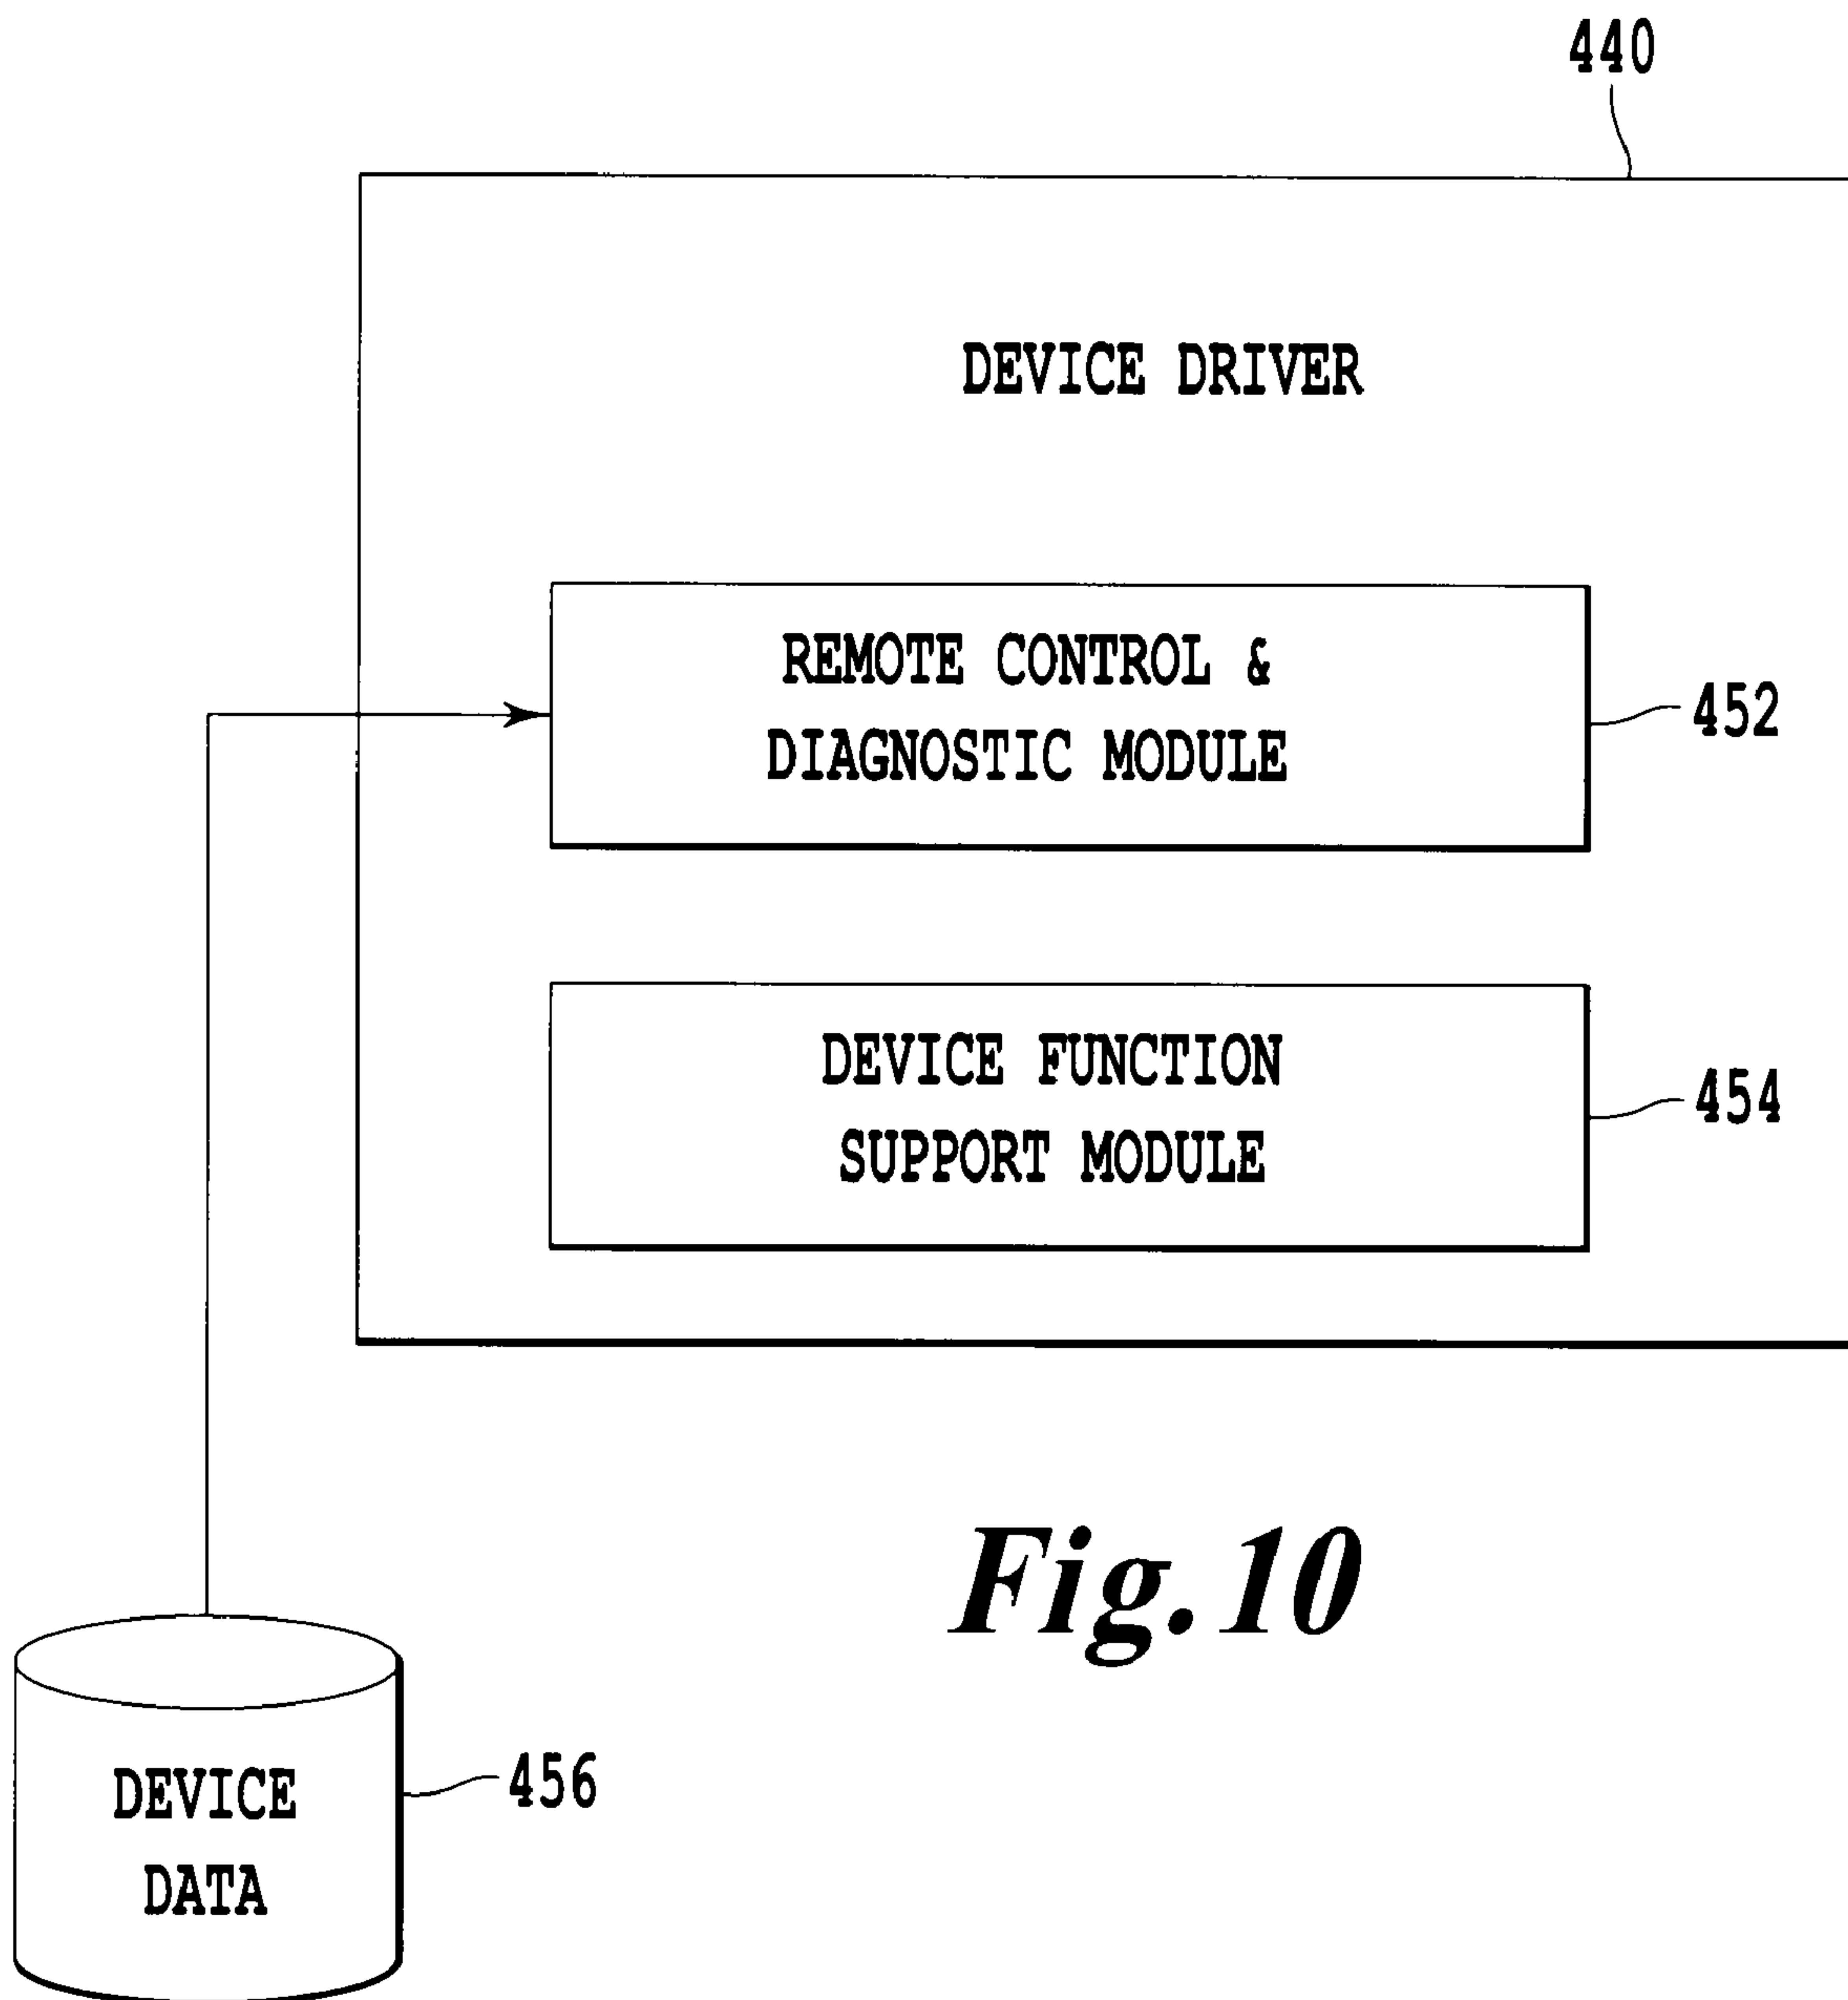 440
DEVICE DRIVER
REMOTE CONTROL &
DIAGNOSTIC MODULE
452
DEVICE FUNCTION
SUPPORT MODULE
454
Fig.10
DEVICE
DATA
456